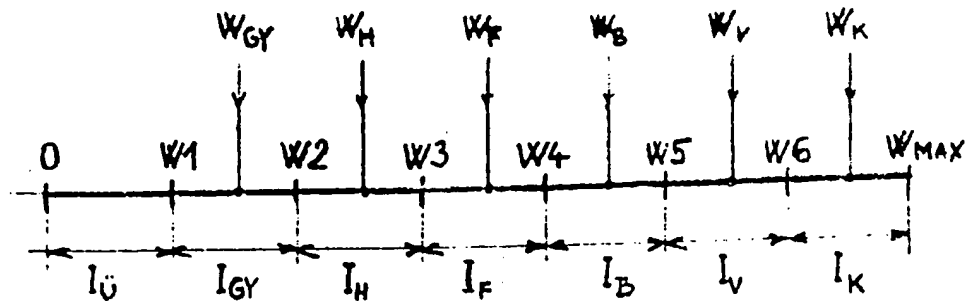 W_GY W_H W_F W_B W_V W_K
0 W1 W2 W3 W4 W5 W6 W_MAX
I_Ü I_GY I_H I_F I_B I_V I_K